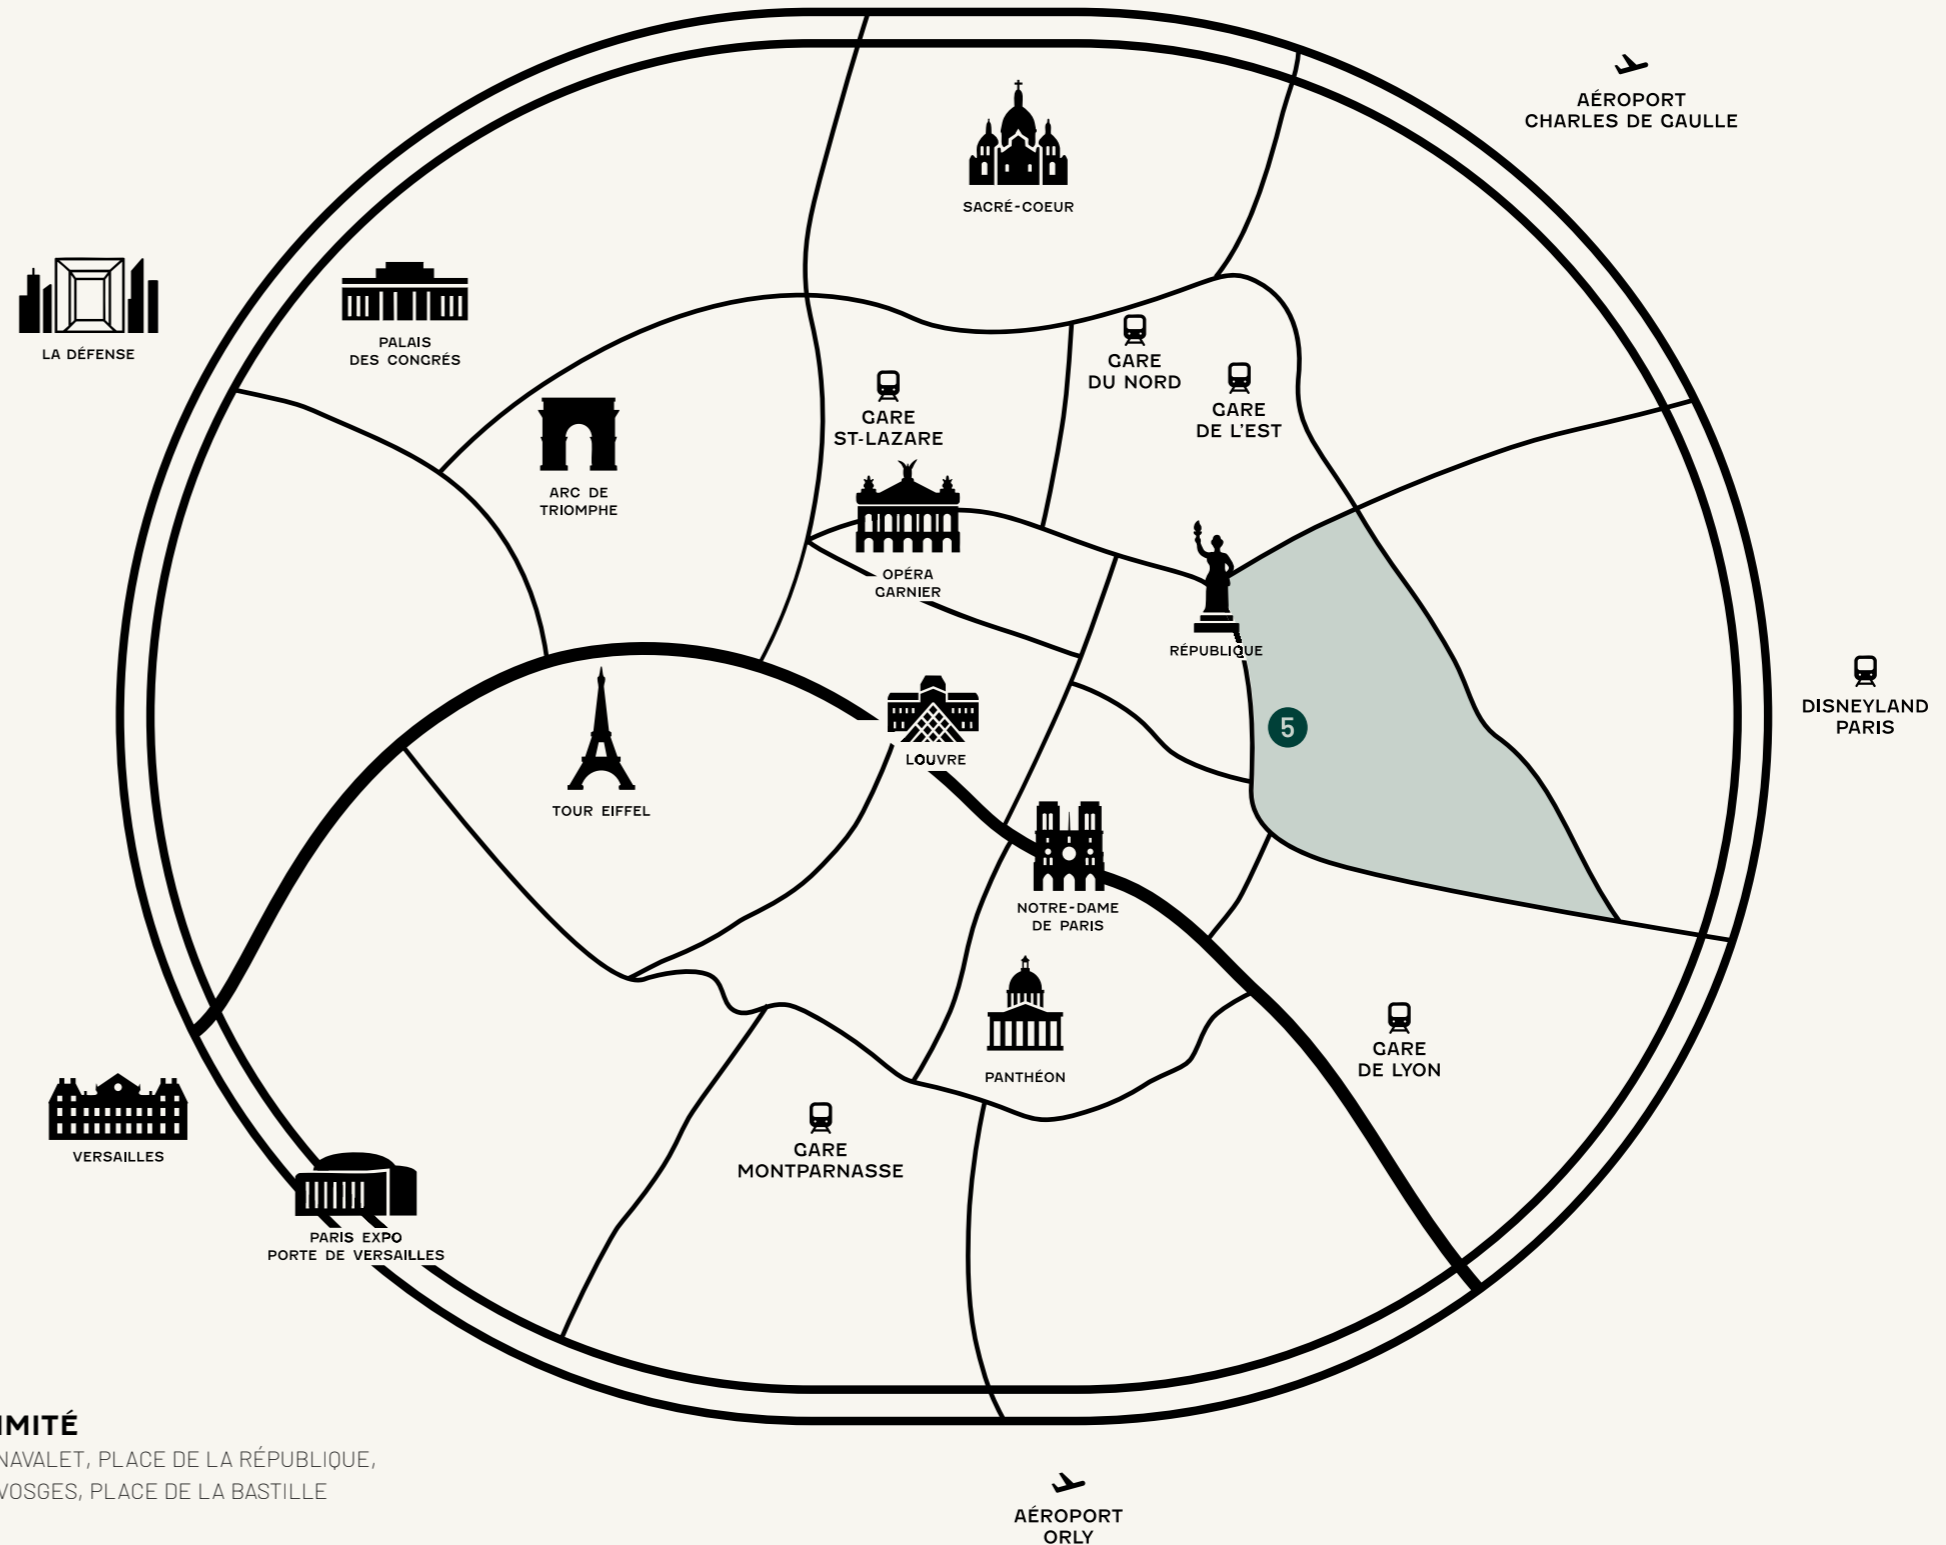 AÉROPORT
CHARLES DE GAULLE
SACRÉ-COEUR
LA DÉFENSE
PALAIS
DES CONGRÉS
GARE
DU NORD
GARE
ST-LAZARE
GARE
DE L'EST
ARC DE
TRIOMPHE
OPÉRA
GARNIER
RÉPUBLIQUE
5
DISNEYLAND
PARIS
LOUVRE
TOUR EIFFEL
NOTRE-DAME
DE PARIS
PANTHÉON
GARE
DE LYON
VERSAILLES
GARE
MONTPARNASSE
PARIS EXPO
PORTE DE VERSAILLES
IMITÉ
NAVALET, PLACE DE LA RÉPUBLIQUE,
VOSGES, PLACE DE LA BASTILLE
AÉROPORT
ORLY